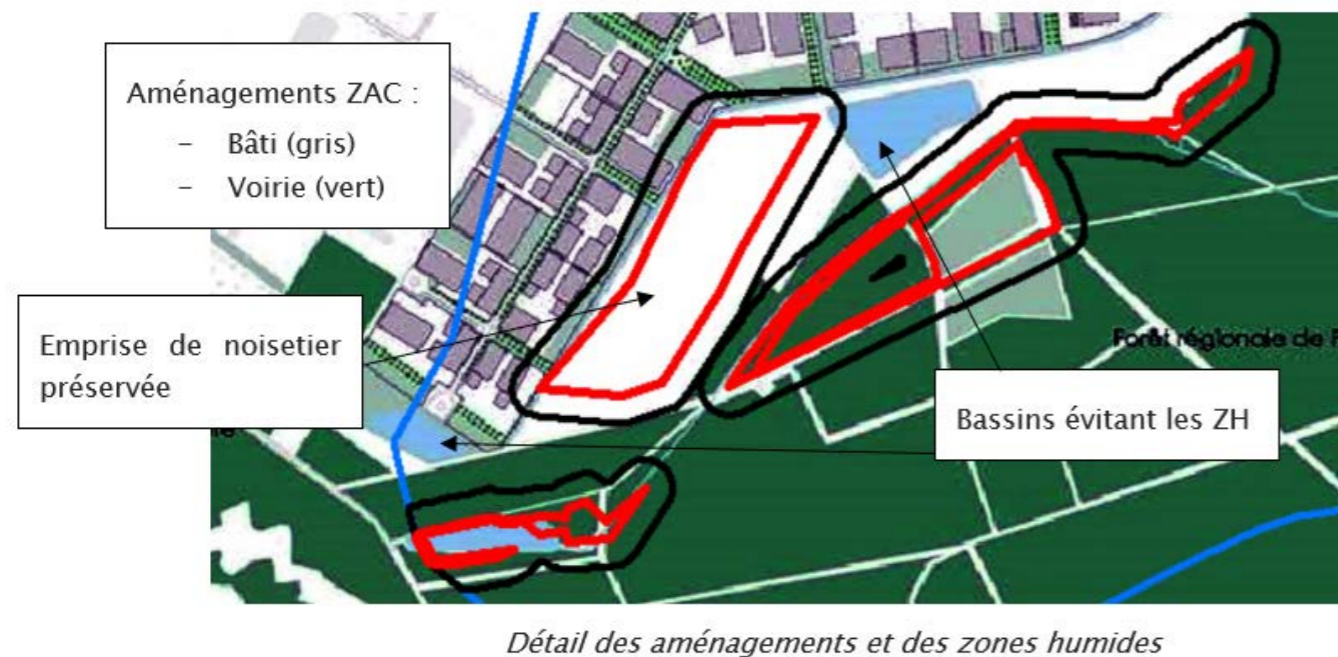 Aménagements ZAC :
- Bâti (gris)
- Voirie (vert)
Emprise de noisetier
préservée
Forêt régionale de
Bassins évitant les ZH
Détail des aménagements et des zones humides